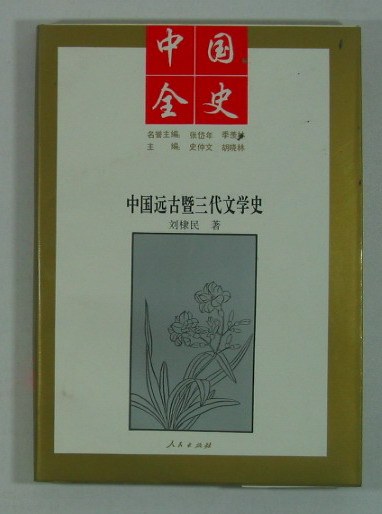 中国
全史
名誉主编: 张岱年 季羡林
主 编: 史仲文 胡晓林
中国远古暨三代文学史
刘棣民 著
人民出版社